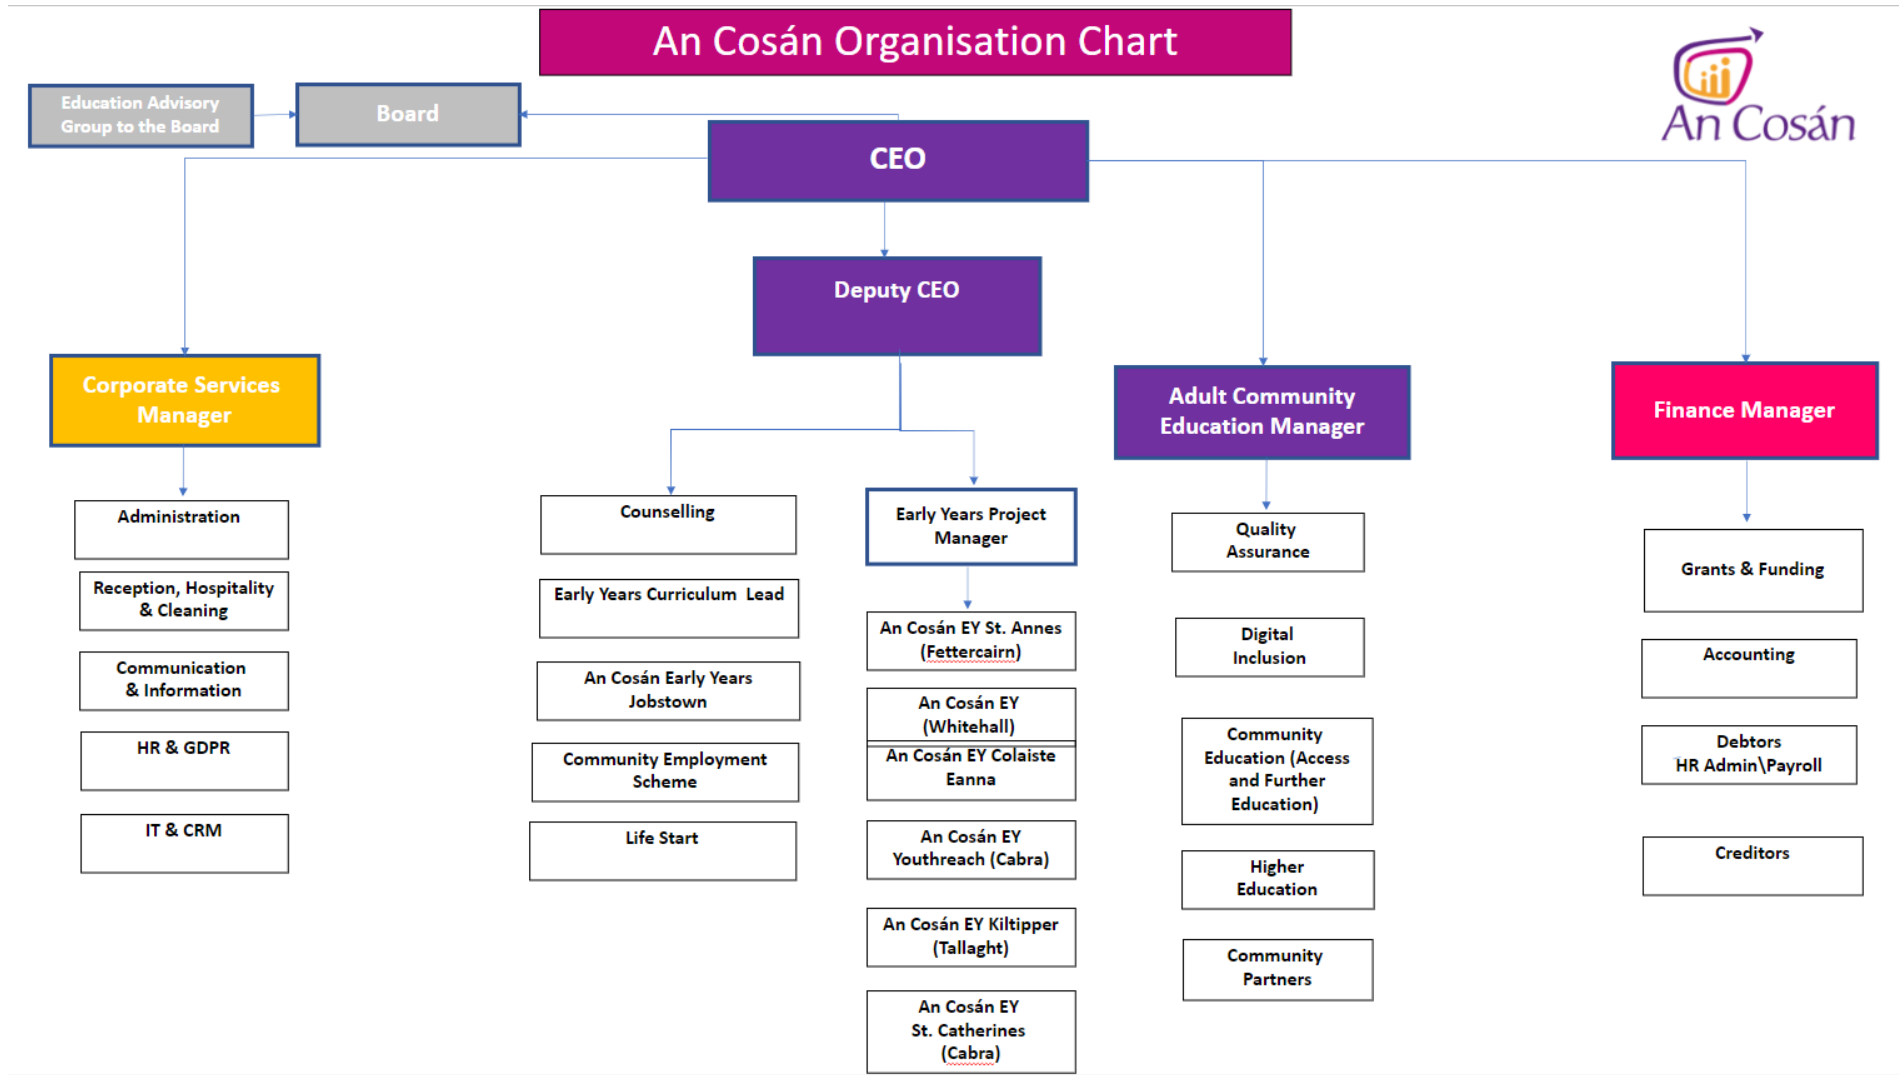 An Cosán Organisation Chart
An Cosán
Education Advisory
Group to the Board
Board
CEO
Deputy CEO
Corporate Services
Manager
Adult Community
Education Manager
Finance Manager
Administration
Reception, Hospitality
& Cleaning
Communication
& Information
HR & GDPR
IT & CRM
Counselling
Early Years Curriculum Lead
An Cosán Early Years
Jobstown
Community Employment
Scheme
Life Start
Early Years Project
Manager
An Cosán EY St. Annes
(Fettercairn)
An Cosán EY
(Whitehall)
An Cosán EY Colaiste
Eanna
An Cosán EY
Youthreach (Cabra)
An Cosán EY Kiltipper
(Tallaght)
An Cosán EY
St. Catherines
(Cabra)
Quality
Assurance
Digital
Inclusion
Community
Education (Access
and Further
Education)
Higher
Education
Community
Partners
Grants & Funding
Accounting
Debtors
HR Admin\Payroll
Creditors